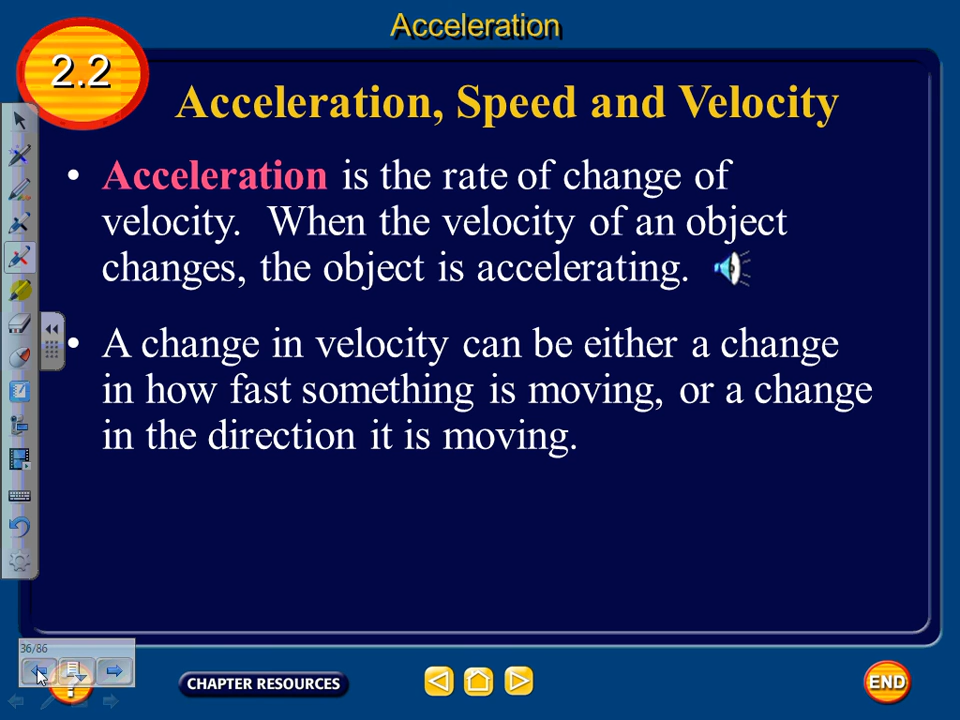 Acceleration
2.2
Acceleration, Speed and Velocity
• Acceleration is the rate of change of
velocity. When the velocity of an object
changes, the object is accelerating.
• A change in velocity can be either a change
in how fast something is moving, or a change
in the direction it is moving.
36/86
?
CHAPTER RESOURCES
END